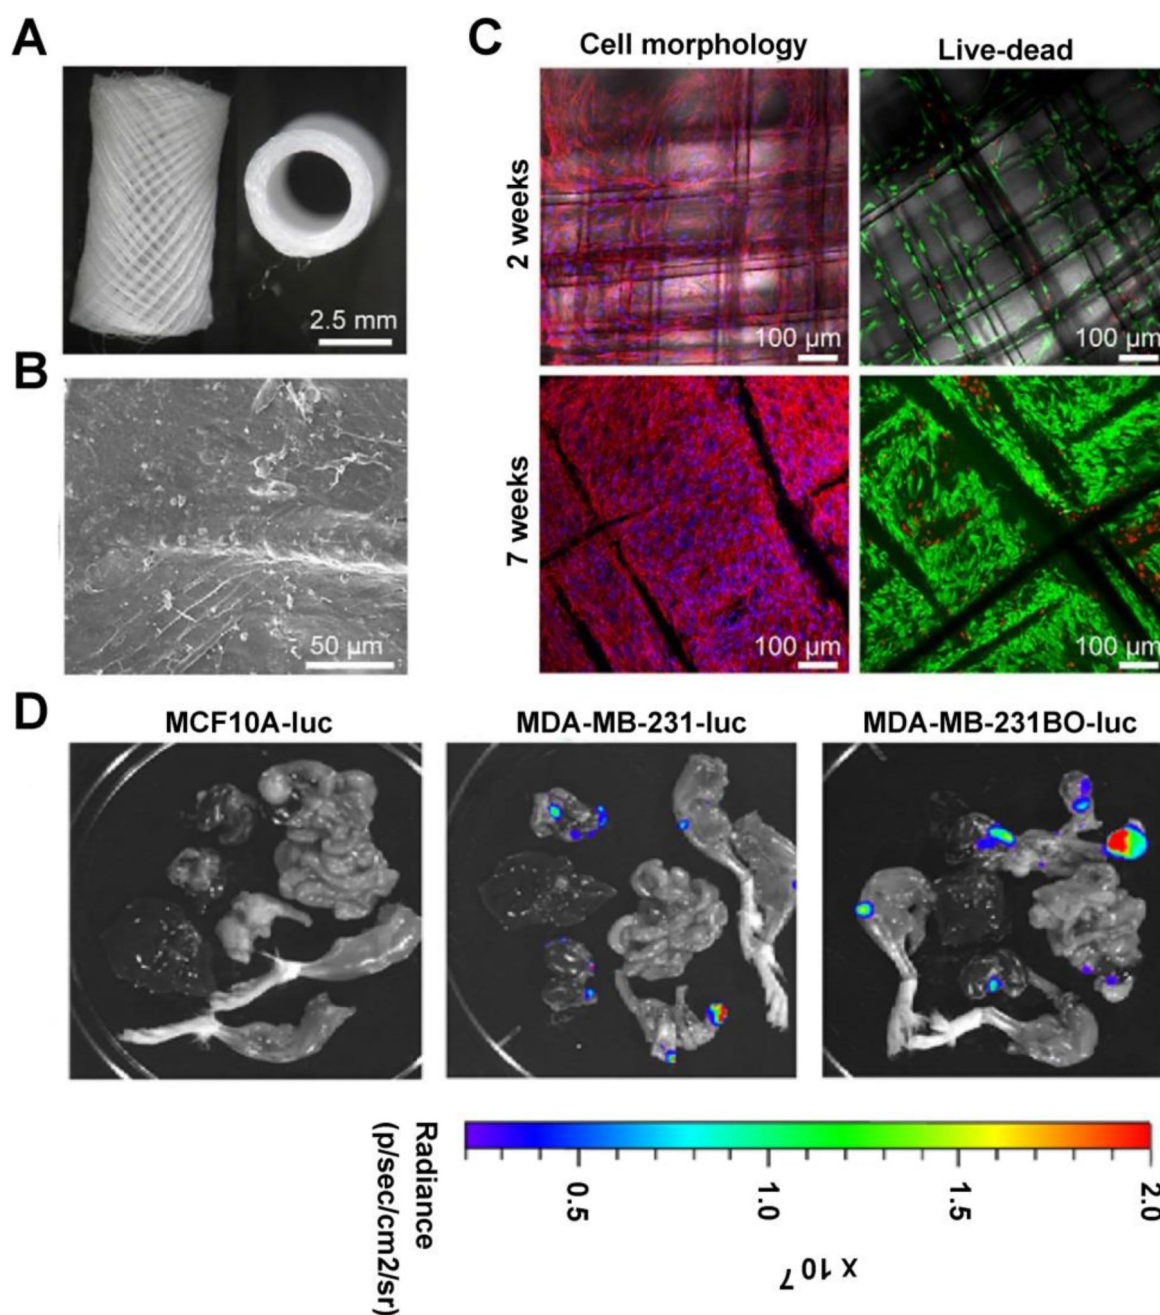 A
2.5 mm
B
50 µm
C
Cell morphology
Live-dead
2 weeks
100 µm
100 µm
7 weeks
100 µm
100 µm
D
MCF10A-luc
MDA-MB-231-luc
MDA-MB-231BO-luc
Radiance
(p/sec/cm2/sr)
0.5
1.0
1.5
2.0
x 10 7